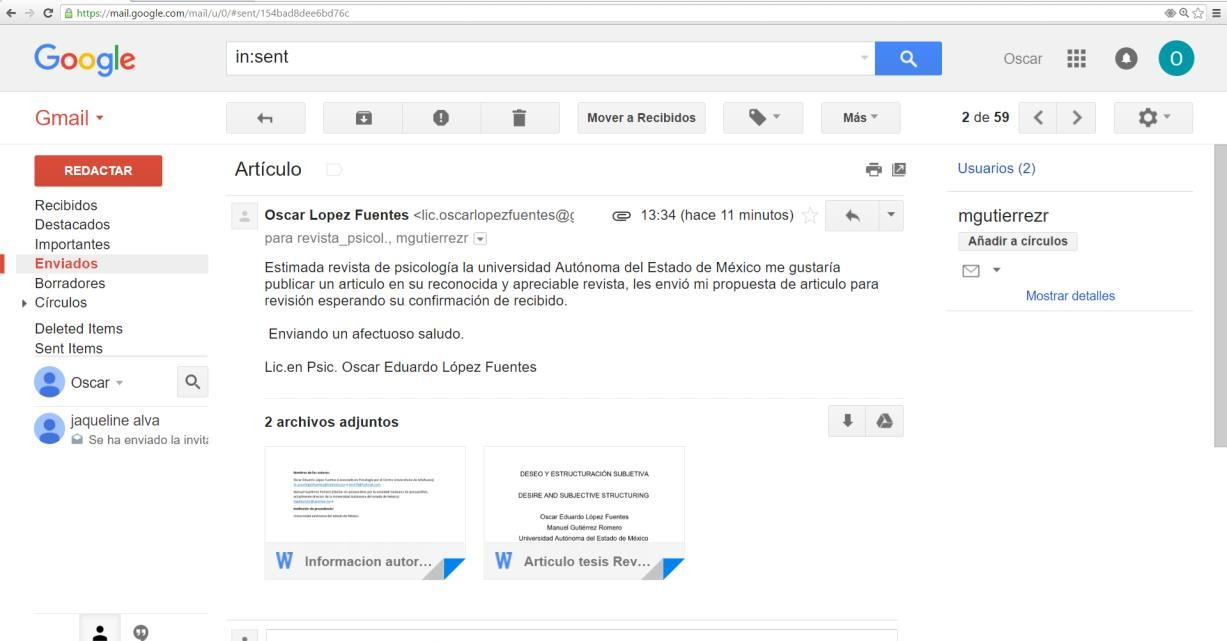 https://mail.google.com/mail/u/0/#sent/154bad8dee6bd76c
Google
in:sent
Oscar
O
Gmail
Mover a Recibidos
Más
2 de 59
REDACTAR
Recibidos
Destacados
Importantes
Enviados
Borradores
Círculos
Deleted Items
Sent Items
Oscar
jaqueline alva
Se ha enviado la invita
Artículo
Oscar Lopez Fuentes <lic.oscarlopezfuentes@g
13:34 (hace 11 minutos)
para revista_psicol., mgutierrezr
Estimada revista de psicología la universidad Autónoma del Estado de México me gustaría
publicar un articulo en su reconocida y apreciable revista, les envió mi propuesta de articulo para
revisión esperando su confirmación de recibido.
Enviando un afectuoso saludo.
Lic.en Psic. Oscar Eduardo López Fuentes
2 archivos adjuntos
Nombres de los autores:
Informacion autor...
DESEO Y ESTRUCTURACIÓN SUBJETIVA
DESIRE AND SUBJECTIVE STRUCTURING
Oscar Eduardo López Fuentes
Manuel Gutiérrez Romero
Universidad Autónoma del Estado de México
Articulo tesis Rev...
Usuarios (2)
mgutierrezr
Añadir a círculos
Mostrar detalles